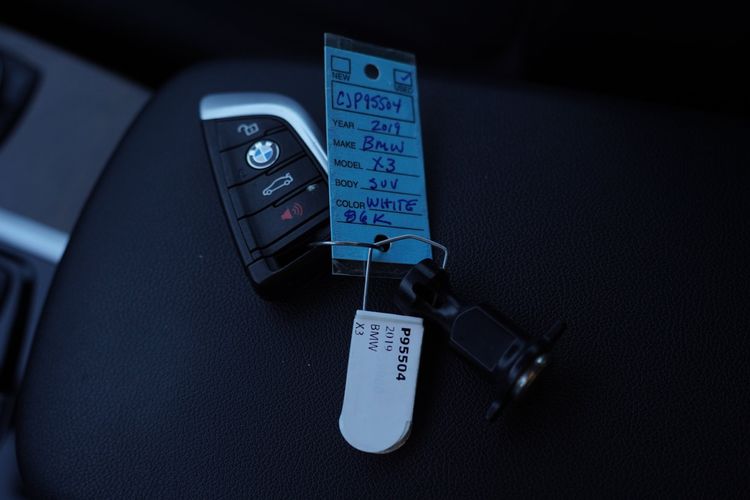 NEW
USED
CJP95504
YEAR 2019
MAKE BMW
MODEL X3
BODY SUV
COLOR WHITE
86K
P95504
2019
BMW
X3